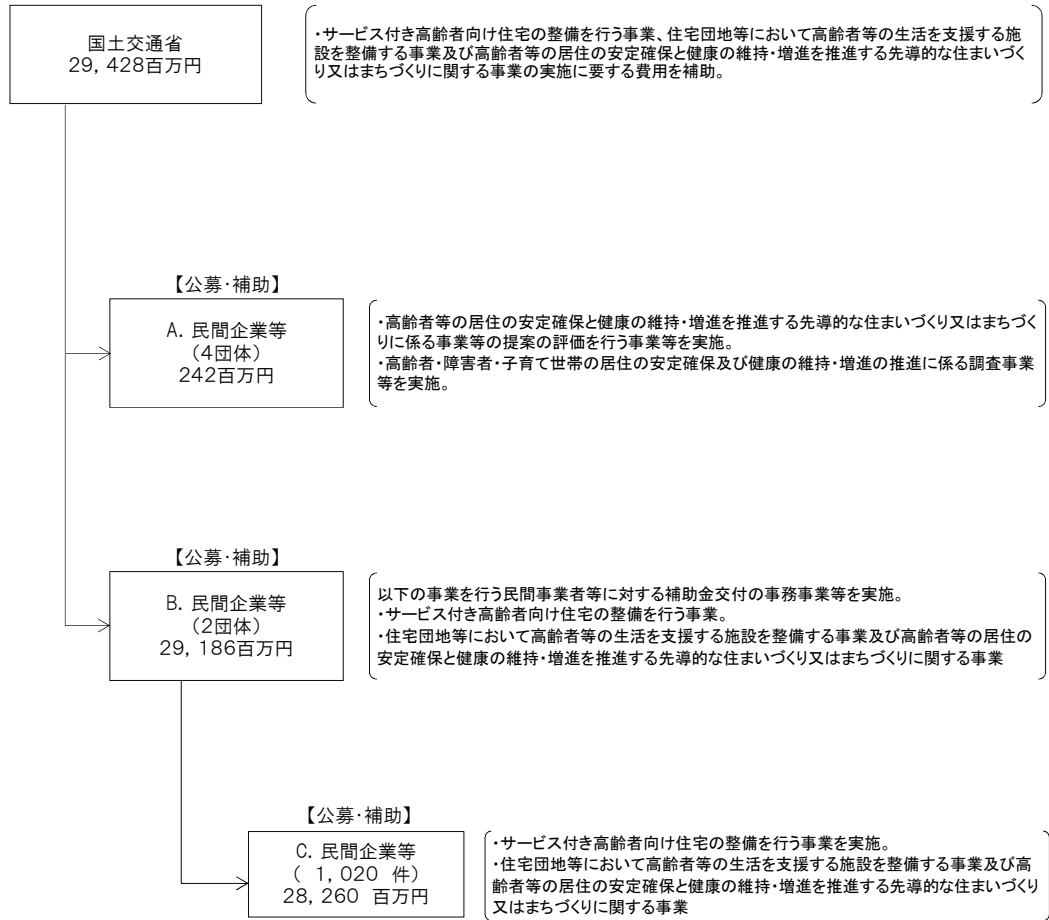 国土交通省
29，428百万円
・サービス付き高齢者向け住宅の整備を行う事業、住宅団地等において高齢者等の生活を支援する施
設を整備する事業及び高齢者等の居住の安定確保と健康の維持・増進を推進する先導的な住まいづく
り又はまちづくりに関する事業の実施に要する費用を補助。
【公募・補助】
A．民間企業等
（4団体）
242百万円
・高齢者等の居住の安定確保と健康の維持・増進を推進する先導的な住まいづくり又はまちづく
りに係る事業等の提案の評価を行う事業等を実施。
・高齢者・障害者・子育て世帯の居住の安定確保及び健康の維持・増進の推進に係る調査事業
等を実施。
【公募・補助】
B．民間企業等
（2団体）
29，186百万円
以下の事業を行う民間事業者等に対する補助金交付の事務事業等を実施。
・サービス付き高齢者向け住宅の整備を行う事業。
・住宅団地等において高齢者等の生活を支援する施設を整備する事業及び高齢者等の居住の
安定確保と健康の維持・増進を推進する先導的な住まいづくり又はまちづくりに関する事業
【公募・補助】
C．民間企業等
（ 1，020 件）
28，260 百万円
・サービス付き高齢者向け住宅の整備を行う事業を実施。
・住宅団地等において高齢者等の生活を支援する施設を整備する事業及び高
齢者等の居住の安定確保と健康の維持・増進を推進する先導的な住まいづくり
又はまちづくりに関する事業